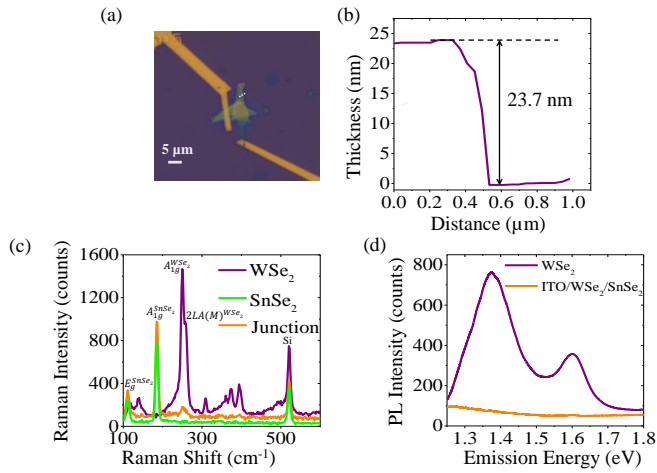 (a)
5 µm
(b)
25
20
15
10
5
0
Thickness (nm)
23.7 nm
0.0 0.2 0.4 0.6 0.8 1.0
Distance (µm)
(c)
1600
1200
800
400
0
Raman Intensity (counts)
A₁g^WSe₂
WSe₂
A₁g^SnSe₂
2LA(M)^WSe₂
SnSe₂
Junction
Si
Eg^SnSe₂
100 300 500
Raman Shift (cm⁻¹)
(d)
800
600
400
200
0
PL Intensity (counts)
WSe₂
ITO/WSe₂/SnSe₂
1.3 1.4 1.5 1.6 1.7 1.8
Emission Energy (eV)